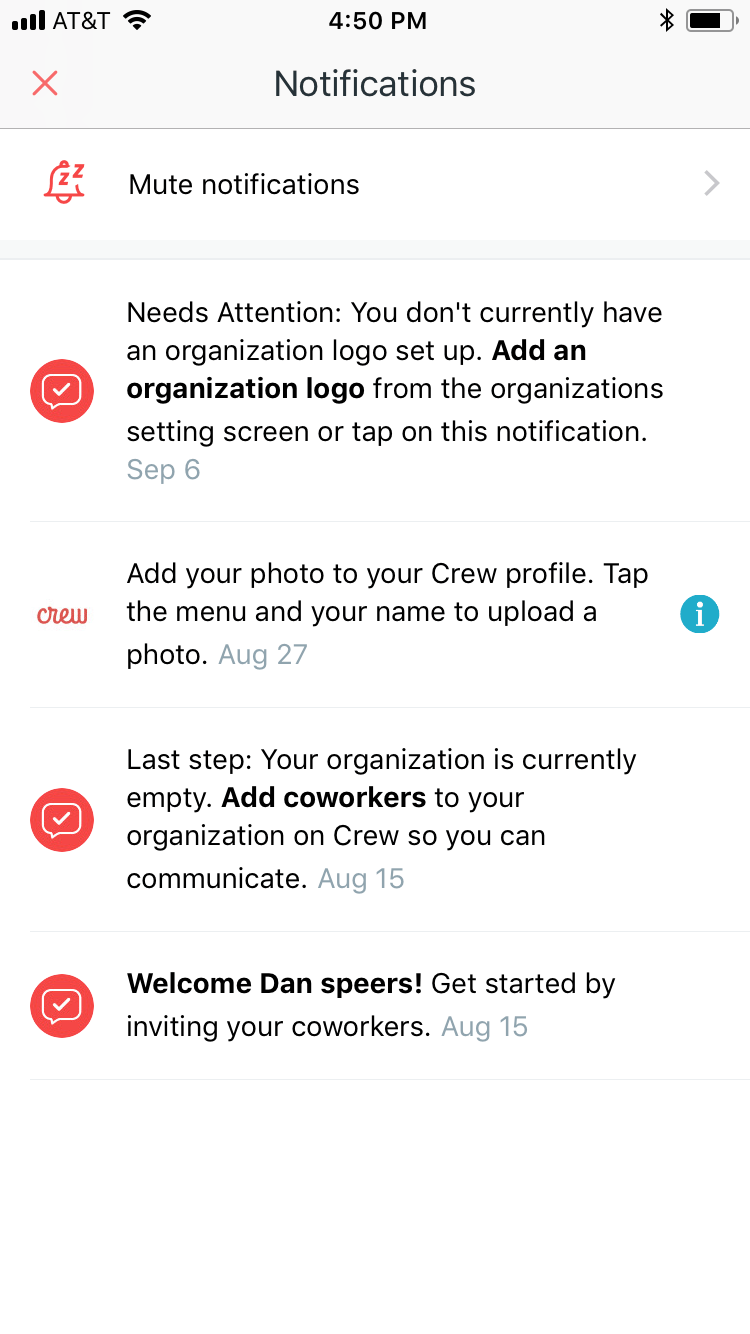 AT&T 4:50 PM
Notifications
Mute notifications
Needs Attention: You don't currently have
an organization logo set up. Add an
organization logo from the organizations
setting screen or tap on this notification.
Sep 6
crew
Add your photo to your Crew profile. Tap
the menu and your name to upload a
photo. Aug 27
Last step: Your organization is currently
empty. Add coworkers to your
organization on Crew so you can
communicate. Aug 15
Welcome Dan speers! Get started by
inviting your coworkers. Aug 15